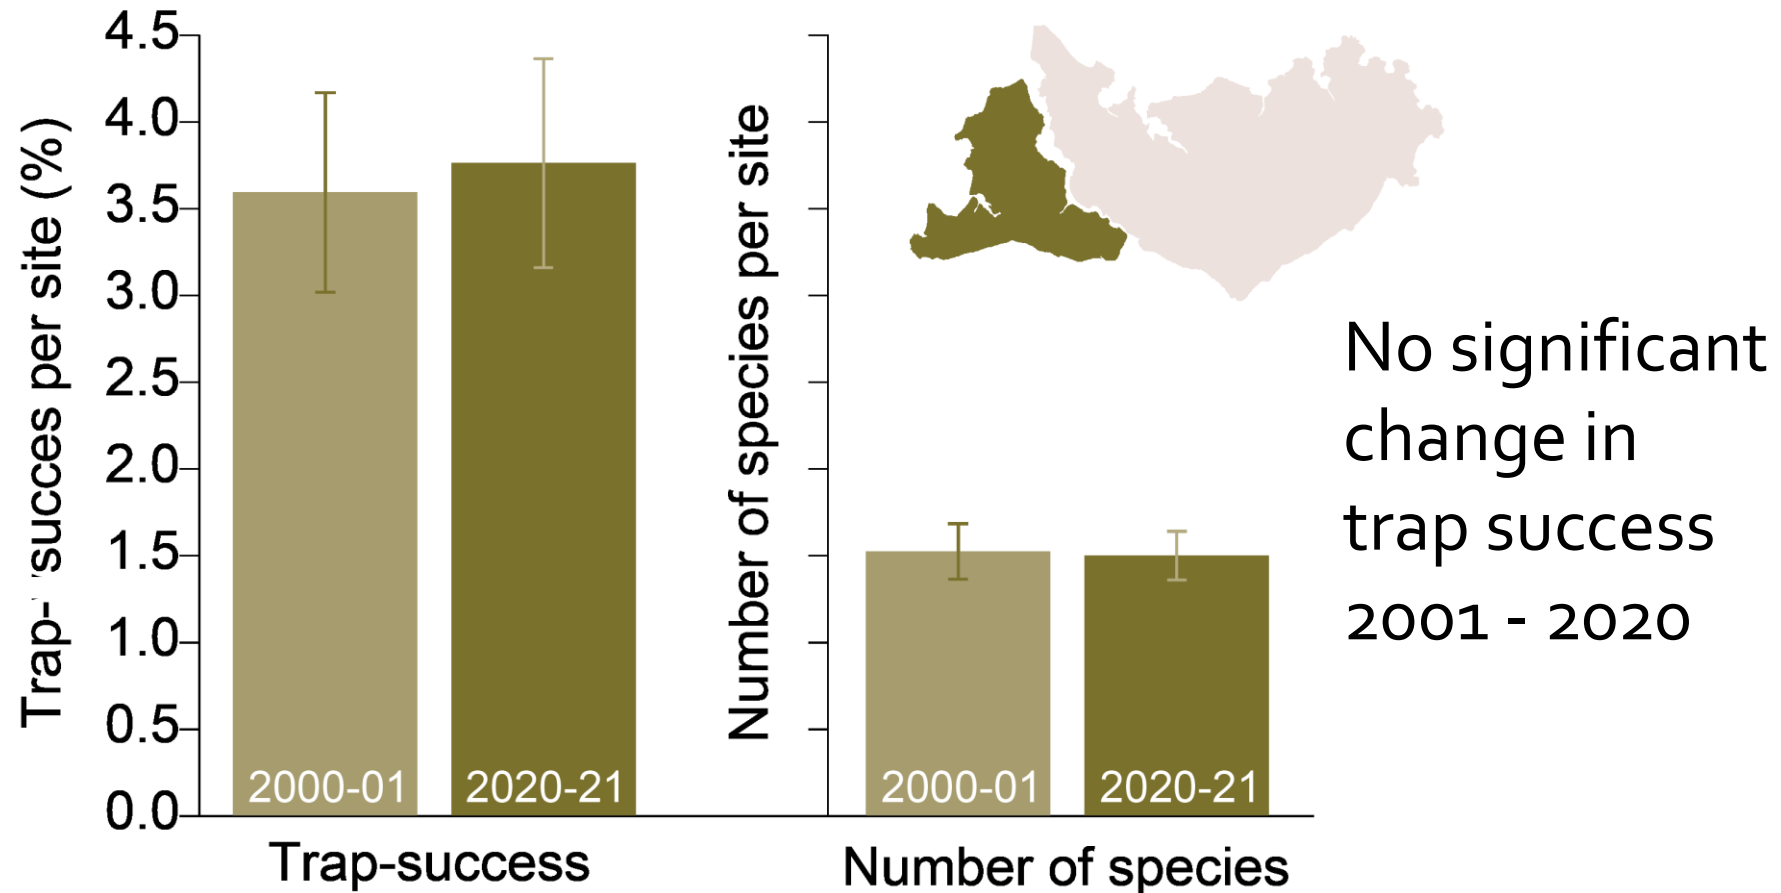 Trap-success per site (%)
4.5
4.0
3.5
3.0
2.5
2.0
1.5
1.0
0.5
0.0
2000-01
2020-21
Trap-success
Number of species per site
2000-01
2020-21
Number of species
No significant
change in
trap success
2001 - 2020